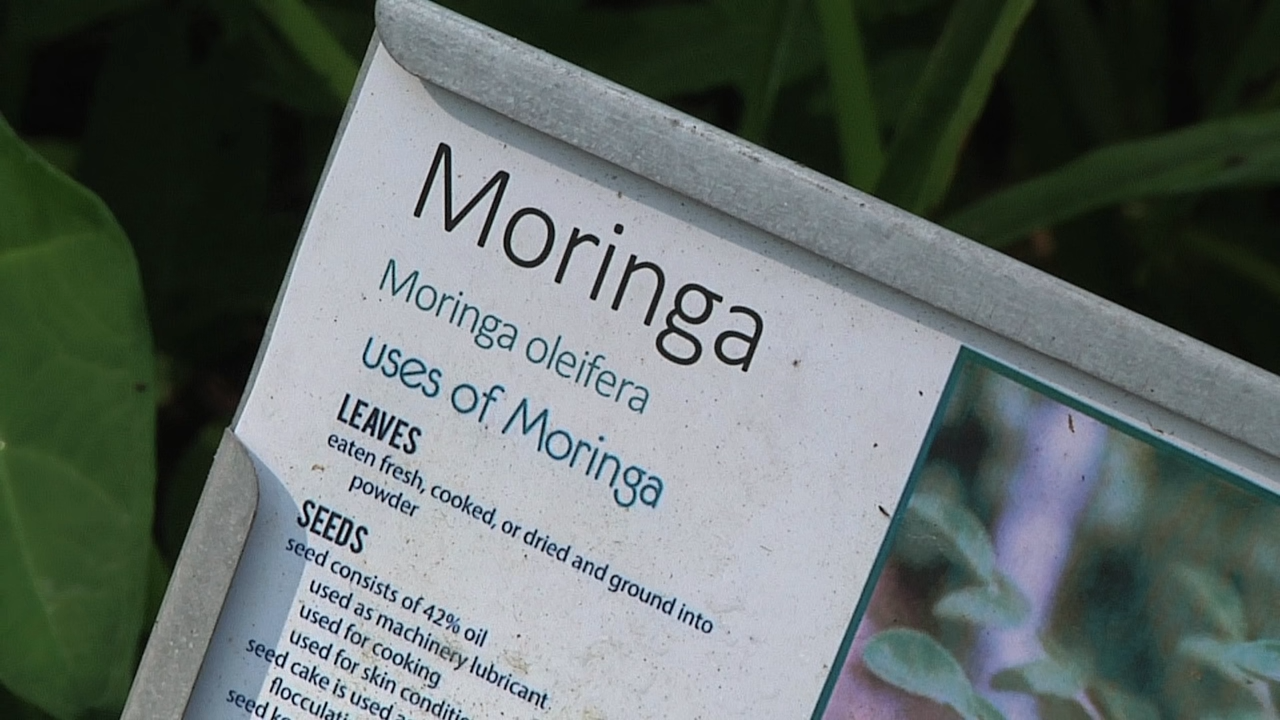 Moringa
Moringa oleifera
uses of Moringa
LEAVES
eaten fresh, cooked, or dried and ground into
powder
SEEDS
seed consists of 42% oil
used as machinery lubricant
used for cooking
used for skin
seed cake is used
seed